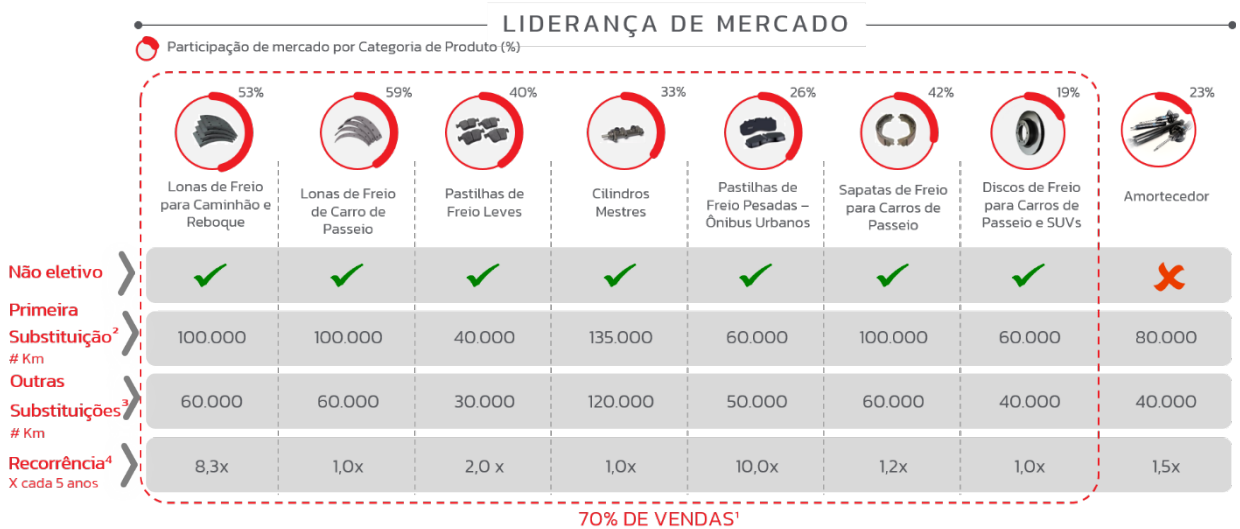 LIDERANÇA DE MERCADO
Participação de mercado por Categoria de Produto (%)
53%
59%
40%
33%
26%
42%
19%
23%
Lonas de Freio
para Caminhão e
Reboque
Lonas de Freio
de Carro de
Passeio
Pastilhas de
Freio Leves
Cilindros
Mestres
Pastilhas de
Freio Pesadas –
Ônibus Urbanos
Sapatas de Freio
para Carros de
Passeio
Discos de Freio
para Carros de
Passeio e SUVs
Amortecedor
Não eletivo
Primeira
Substituição²
# Km
100.000 100.000 40.000 135.000 60.000 100.000 60.000 80.000
Outras
Substituições³
# Km
60.000 60.000 30.000 120.000 50.000 60.000 40.000 40.000
Recorrência⁴
X cada 5 anos
8,3x 1,0x 2,0 x 1,0x 10,0x 1,2x 1,0x 1,5x
70% DE VENDAS¹